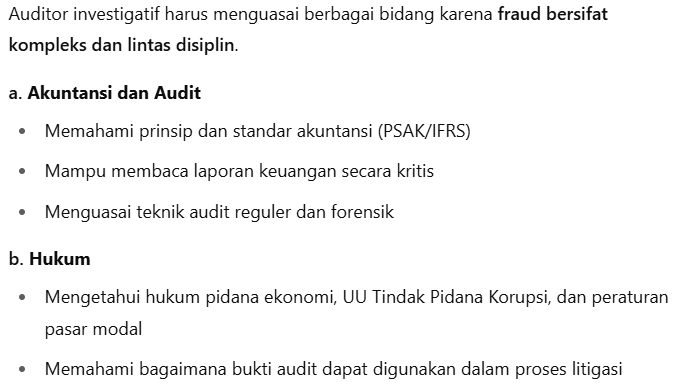 Auditor investigatif harus menguasai berbagai bidang karena fraud bersifat
kompleks dan lintas disiplin.
a. Akuntansi dan Audit
• Memahami prinsip dan standar akuntansi (PSAK/IFRS)
• Mampu membaca laporan keuangan secara kritis
• Menguasai teknik audit reguler dan forensik
b. Hukum
• Mengetahui hukum pidana ekonomi, UU Tindak Pidana Korupsi, dan peraturan
pasar modal
• Memahami bagaimana bukti audit dapat digunakan dalam proses litigasi